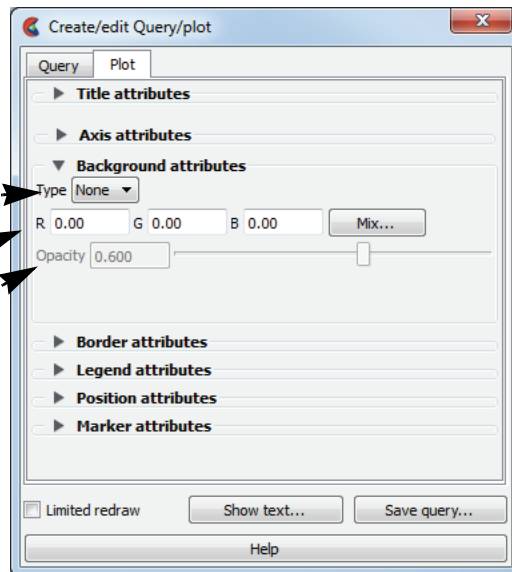 Create/edit Query/plot
Query Plot
Title attributes
Axis attributes
Background attributes
Type None
R 0.00 G 0.00 B 0.00 Mix...
Opacity 0.600
Border attributes
Legend attributes
Position attributes
Marker attributes
Limited redraw Show text... Save query...
Help